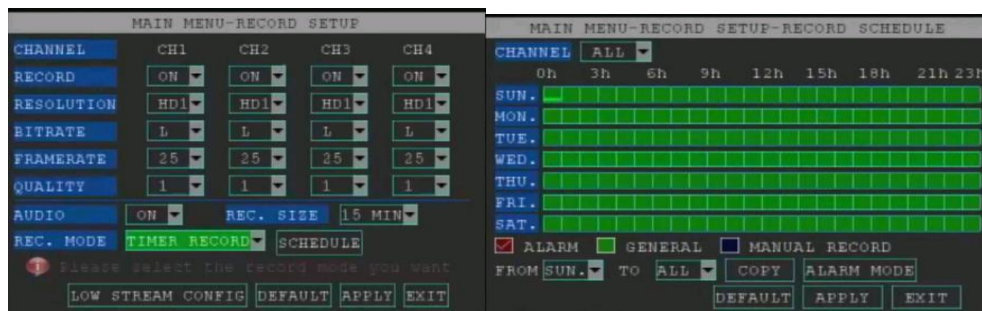 MAIN MENU-RECORD SETUP
CHANNEL CH1 CH2 CH3 CH4
RECORD ON ON ON ON
RESOLUTION HD1 HD1 HD1 HD1
BITRATE L L L L
FRAMERATE 25 25 25 25
QUALITY 1 1 1 1
AUDIO ON REC. SIZE 15 MIN
REC. MODE TIMER RECORD SCHEDULE
Please select the record mode you want
LOW STREAM CONFIG DEFAULT APPLY EXIT
MAIN MENU-RECORD SETUP-RECORD SCHEDULE
CHANNEL ALL
0h 3h 6h 9h 12h 15h 18h 21h 23h
SUN.
MON.
TUE.
WED.
THU.
FRI.
SAT.
ALARM GENERAL MANUAL RECORD
FROM SUN. TO ALL COPY ALARM MODE
DEFAULT APPLY EXIT